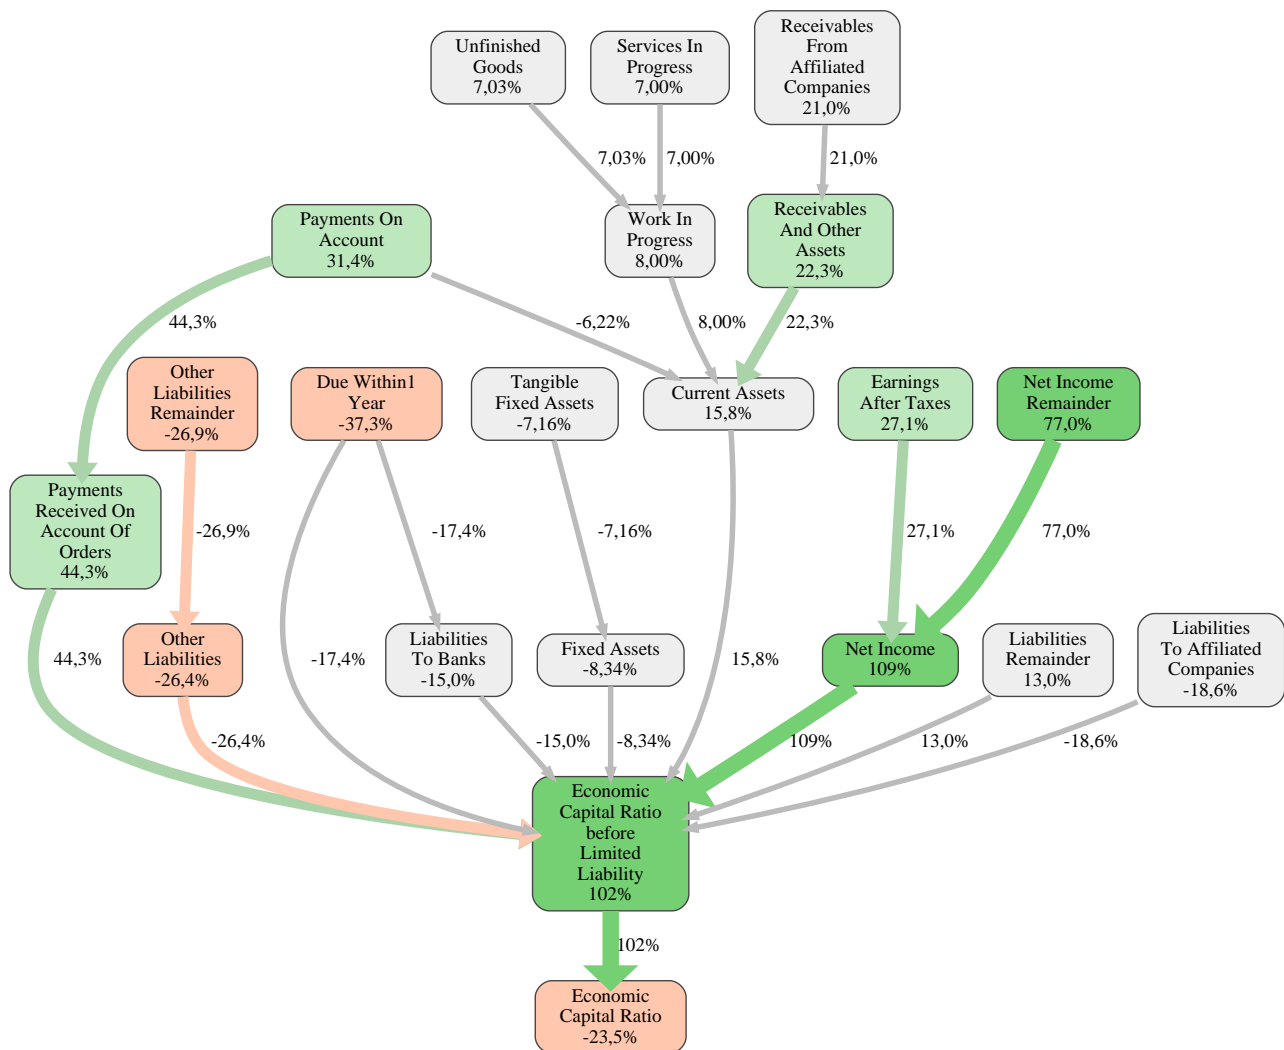 Unfinished
Goods
7,03%
Services In
Progress
7,00%
Receivables
From
Affiliated
Companies
21,0%
7,03%
7,00%
21,0%
Payments On
Account
31,4%
Work In
Progress
8,00%
Receivables
And Other
Assets
22,3%
44,3%
-6,22%
8,00%
22,3%
Other
Liabilities
Remainder
-26,9%
Due Within1
Year
-37,3%
Tangible
Fixed Assets
-7,16%
Current Assets
15,8%
Earnings
After Taxes
27,1%
Net Income
Remainder
77,0%
Payments
Received On
Account Of
Orders
44,3%
-26,9%
-17,4%
-7,16%
27,1%
77,0%
Other
Liabilities
-26,4%
Liabilities
To Banks
-15,0%
Fixed Assets
-8,34%
Net Income
109%
Liabilities
Remainder
13,0%
Liabilities
To Affiliated
Companies
-18,6%
44,3%
-17,4%
15,8%
-26,4%
-15,0%
-8,34%
109%
13,0%
-18,6%
Economic
Capital Ratio
before
Limited
Liability
102%
102%
Economic
Capital Ratio
-23,5%